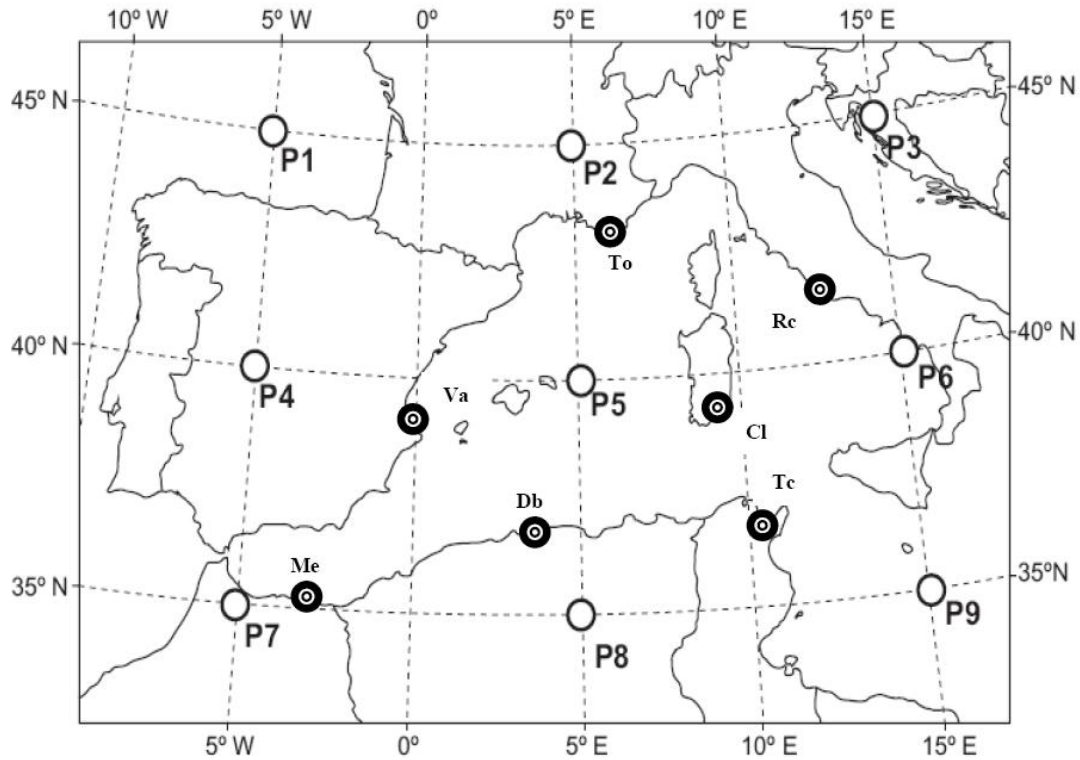 10º W 5º W 0º 5º E 10º E 15º E
45º N 45º N
P1 P2 P3
To
Rc
40º N 40º N
P4 Va P5 P6
Cl
Db Tc
Me
35º N 35ºN
P7 P8 P9
5º W 0º 5º E 10º E 15º E